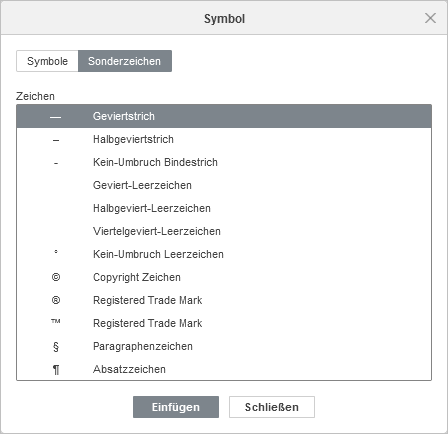 Symbol
Symbole Sonderzeichen
Zeichen
— Geviertstrich
– Halbgeviertstrich
- Kein-Umbruch Bindestrich
Geviert-Leerzeichen
Halbgeviert-Leerzeichen
Viertelgeviert-Leerzeichen
° Kein-Umbruch Leerzeichen
© Copyright Zeichen
® Registered Trade Mark
™ Registered Trade Mark
§ Paragraphenzeichen
¶ Absatzzeichen
Einfügen Schließen